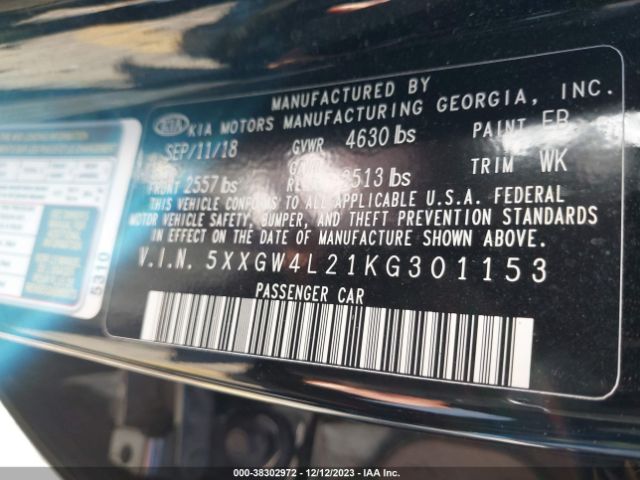 MANUFACTURED BY
KIA KIA MOTORS MANUFACTURING GEORGIA, INC.
SEP/11/18 GVWR 4630 lbs PAINT EB
FRONT 2557 lbs 2513 lbs TRIM WK
THIS VEHICLE CONFORMS TO ALL APPLICABLE U.S.A. FEDERAL
MOTOR VEHICLE SAFETY, BUMPER, AND THEFT PREVENTION STANDARDS
IN EFFECT ON THE DATE OF MANUFACTURE SHOWN ABOVE.
V.I.N. 5XXGW4L21KG301153
PASSENGER CAR
5310
000-38302972 - 12/12/2023 - IAA Inc.